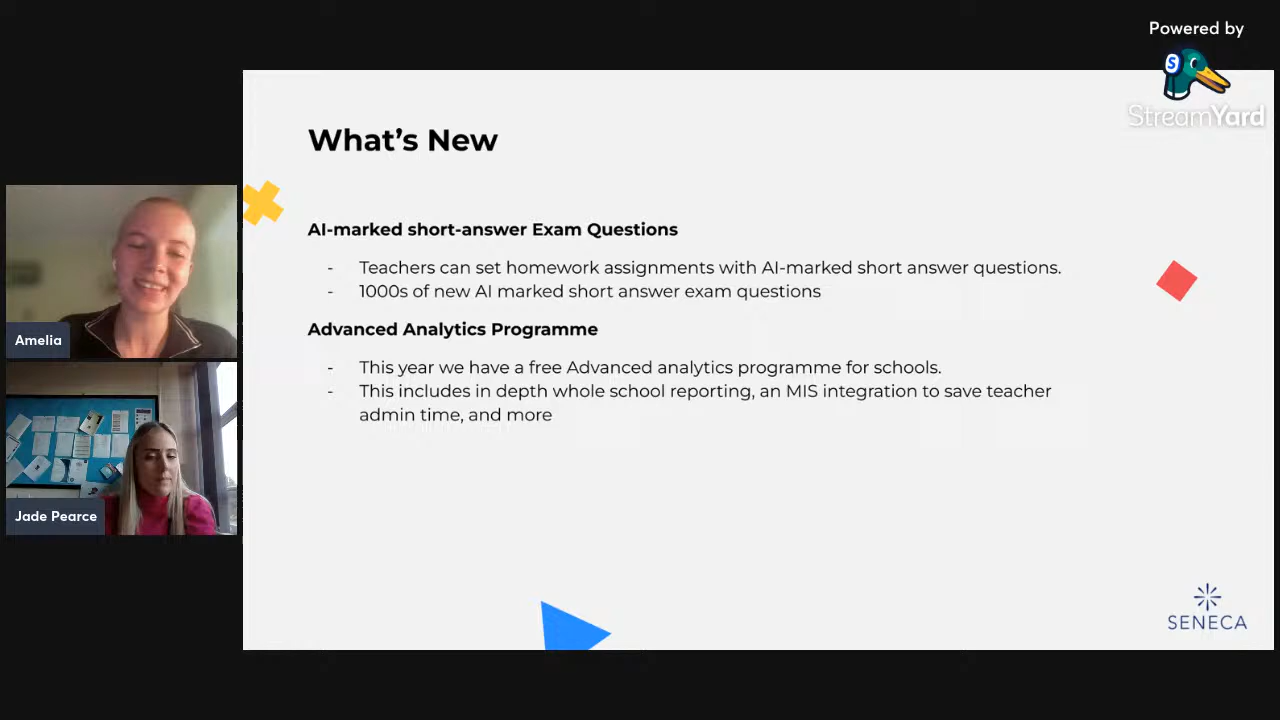 Powered by
StreamYard
What's New
AI-marked short-answer Exam Questions
- Teachers can set homework assignments with AI-marked short answer questions.
- 1000s of new AI marked short answer exam questions
Advanced Analytics Programme
- This year we have a free Advanced analytics programme for schools.
- This includes in depth whole school reporting, an MIS integration to save teacher
admin time, and more
Amelia
Jade Pearce
SENECA